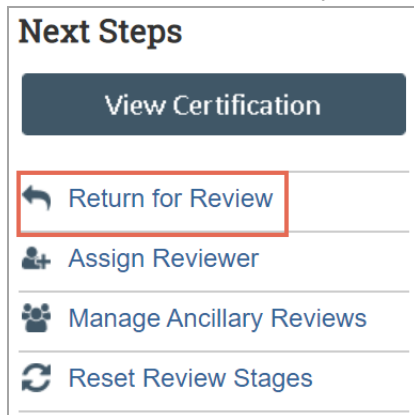 Next Steps
View Certification
Return for Review
Assign Reviewer
Manage Ancillary Reviews
Reset Review Stages